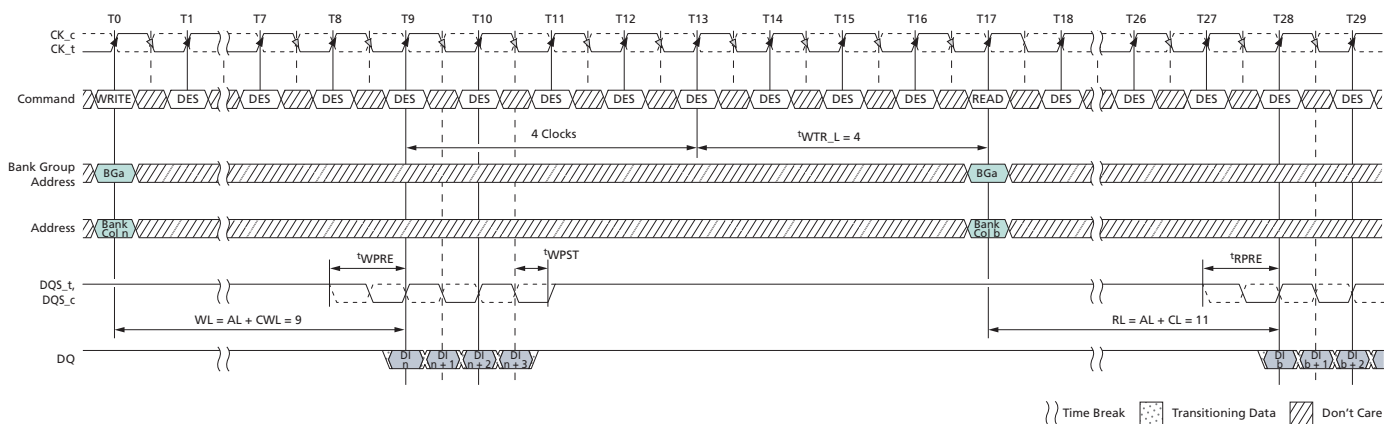 T0 T1 T7 T8 T9 T10 T11 T12 T13 T14 T15 T16 T17 T18 T26 T27 T28 T29
CK_c
CK_t
Command WRITE DES DES DES DES DES DES DES DES DES DES DES READ DES DES DES DES DES
4 Clocks tWTR_L = 4
Bank Group
Address
BGa BGa
Address
Bank
Col n
Bank
Col b
tWPRE tWPST tRPRE
DQS_t,
DQS_c
WL = AL + CWL = 9 RL = AL + CL = 11
DQ
DI
n
DI
n + 1
DI
n + 2
DI
n + 3
DI
b
DI
b + 1
DI
b + 2
Time Break Transitioning Data Don't Care